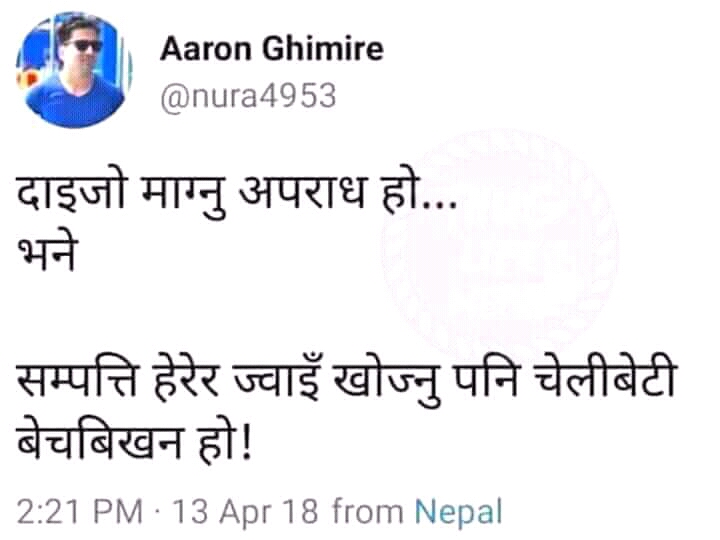 Aaron Ghimire
@nura4953
दाइजो माग्नु अपराध हो...
भने
सम्पत्ति हेरेर ज्वाइँ खोज्नु पनि चेलीबेटी
बेचबिखन हो!
2:21 PM · 13 Apr 18 from Nepal